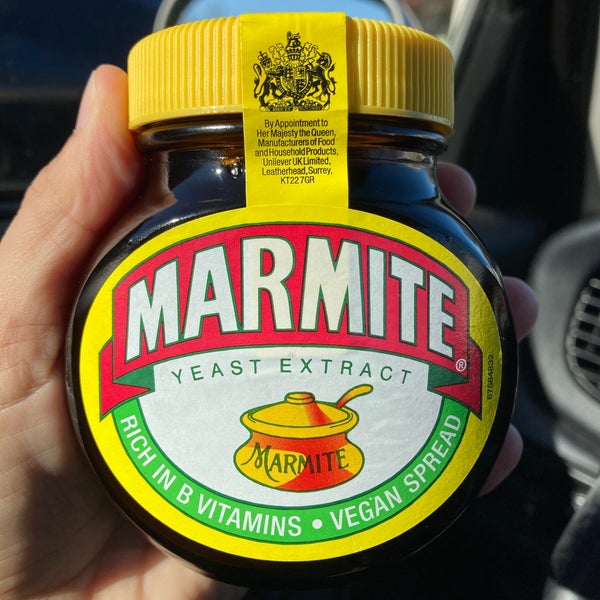 By Appointment to
Her Majesty the Queen,
Manufacturers of Food
and Household Products,
Unilever UK Limited,
Leatherhead, Surrey,
KT22 7GR
MARMITE®
YEAST EXTRACT
MARMITE
RICH IN B VITAMINS • VEGAN SPREAD
67564832